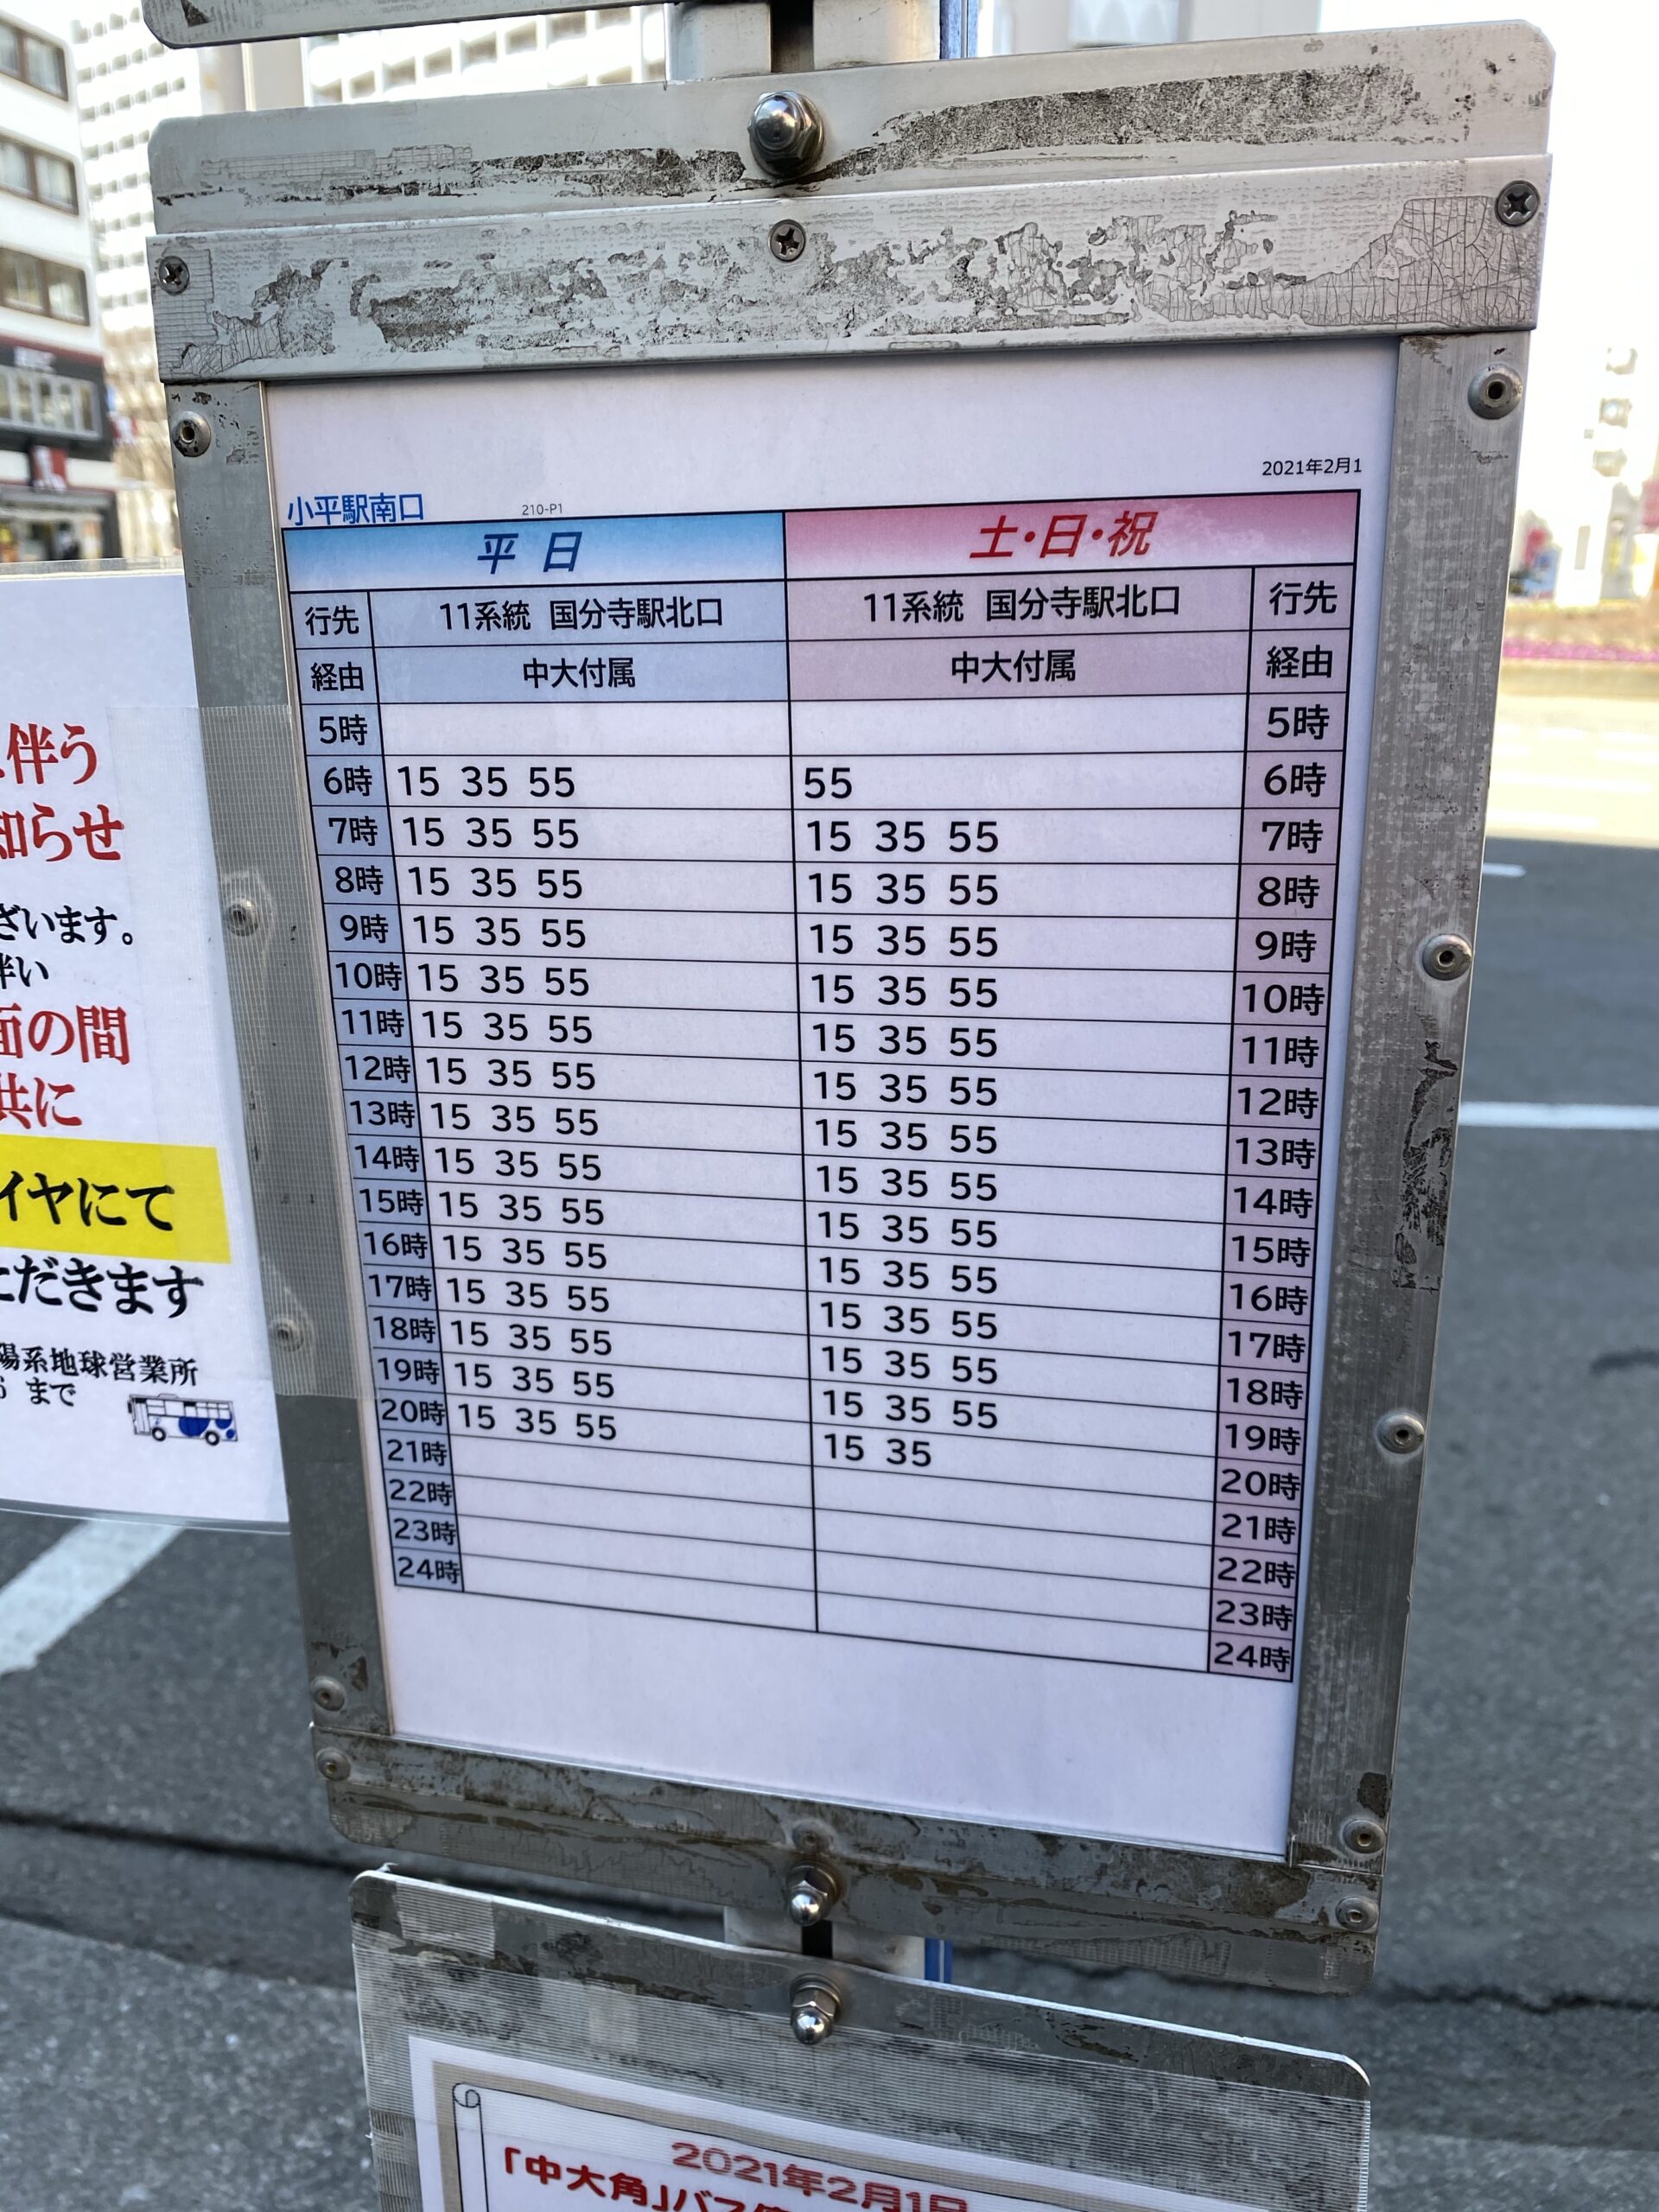 2021年2月1
小平駅南口 210-P1
平 日 土・日・祝
行先 11系統 国分寺駅北口 11系統 国分寺駅北口 行先
経由 中大付属 中大付属 経由
5時 5時
6時 15 35 55 55 6時
7時 15 35 55 15 35 55 7時
8時 15 35 55 15 35 55 8時
9時 15 35 55 15 35 55 9時
10時 15 35 55 15 35 55 10時
11時 15 35 55 15 35 55 11時
12時 15 35 55 15 35 55 12時
13時 15 35 55 15 35 55 13時
14時 15 35 55 15 35 55 14時
15時 15 35 55 15 35 55 15時
16時 15 35 55 15 35 55 16時
17時 15 35 55 15 35 55 17時
18時 15 35 55 15 35 55 18時
19時 15 35 55 15 35 55 19時
20時 15 35 55 15 35 20時
21時 21時
22時 22時
23時 23時
24時 24時
伴う
知らせ
ざいます。
伴い
面の間
共に
イヤにて
ただきます
陽系地球営業所
まで
2021年2月1日
「中大角」バス